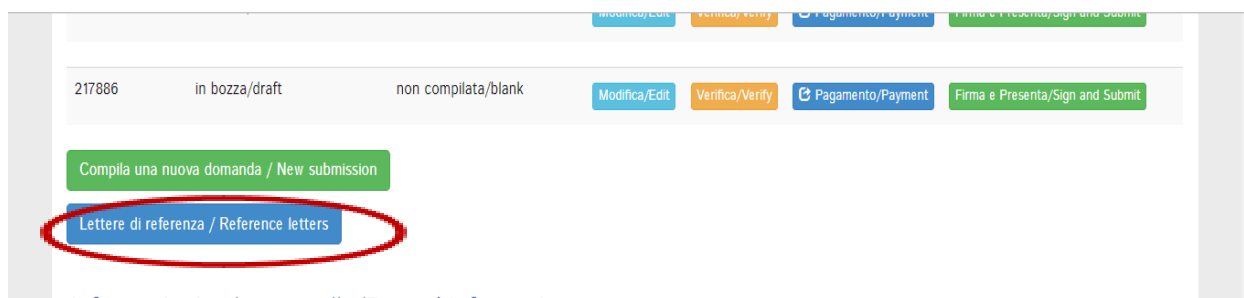 Modifica/Edit Verifica/Verify Pagamento/Payment Firma e Presenta/Sign and Submit
217886 in bozza/draft non compilata/blank Modifica/Edit Verifica/Verify Pagamento/Payment Firma e Presenta/Sign and Submit
Compila una nuova domanda / New submission
Lettere di referenza / Reference letters